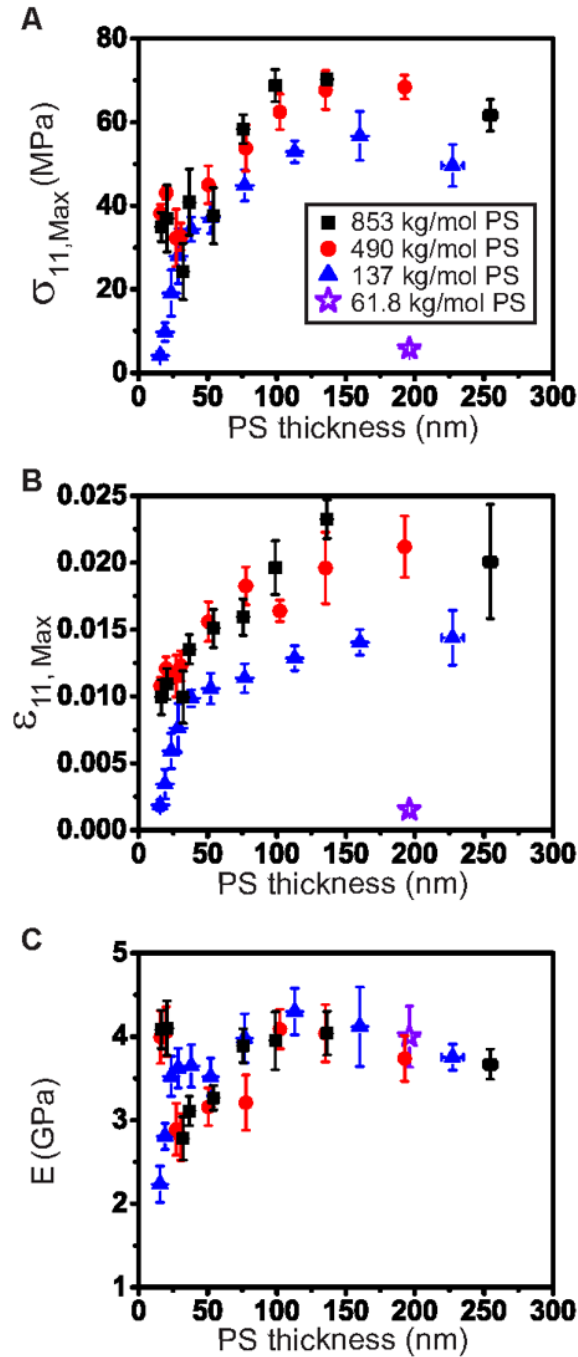 A
80
60
40
20
0
σ11,Max (MPa)
853 kg/mol PS
490 kg/mol PS
137 kg/mol PS
61.8 kg/mol PS
0 50 100 150 200 250 300
PS thickness (nm)
B
0.025
0.020
0.015
0.010
0.005
0.000
ε11, Max
0 50 100 150 200 250 300
PS thickness (nm)
C
5
4
3
2
1
E (GPa)
0 50 100 150 200 250 300
PS thickness (nm)